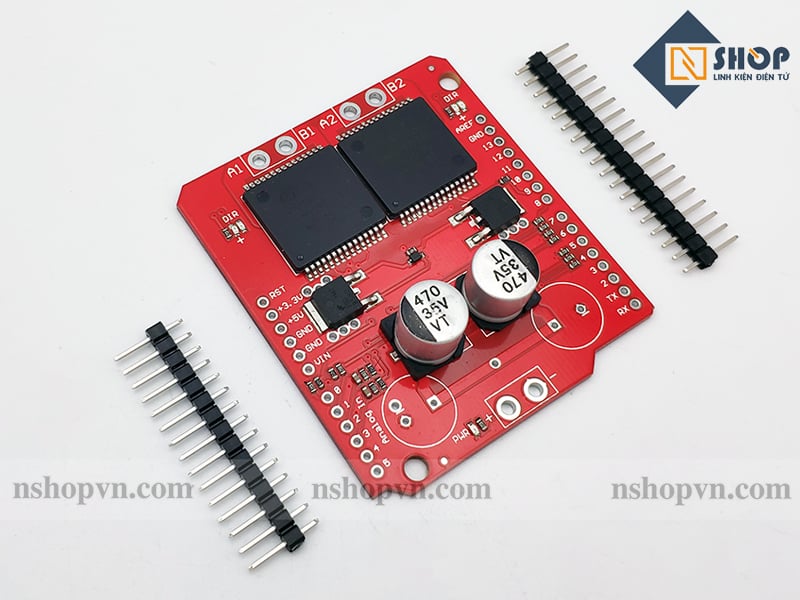 NSHOP
LINH KIỆN ĐIỆN TỬ
A1
B1
A2
B2
DIR
+
AREF
GND
13
12
11
10
9
8
7
6
5
4
3
2
TX
RX
DIR
+
RST
+3.3V
+5V
GND
GND
VIN
0
1
2
3
4
5
Analog In
470
35V
VT
470
35V
VT
PWR
+
+
-
nshopvn.com
nshopvn.com
nshopvn.com